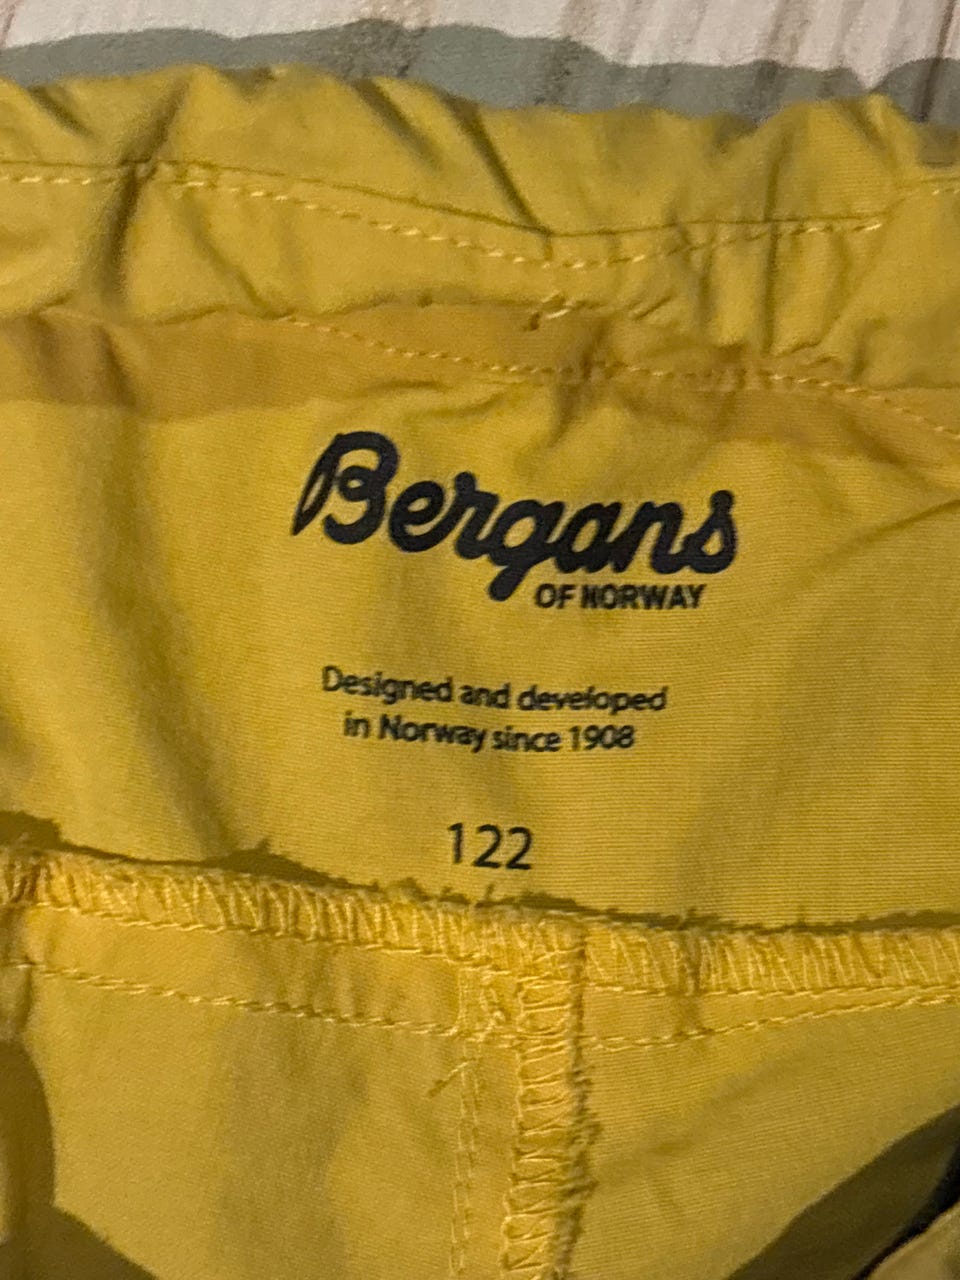 Bergans
OF NORWAY
Designed and developed
in Norway since 1908
122